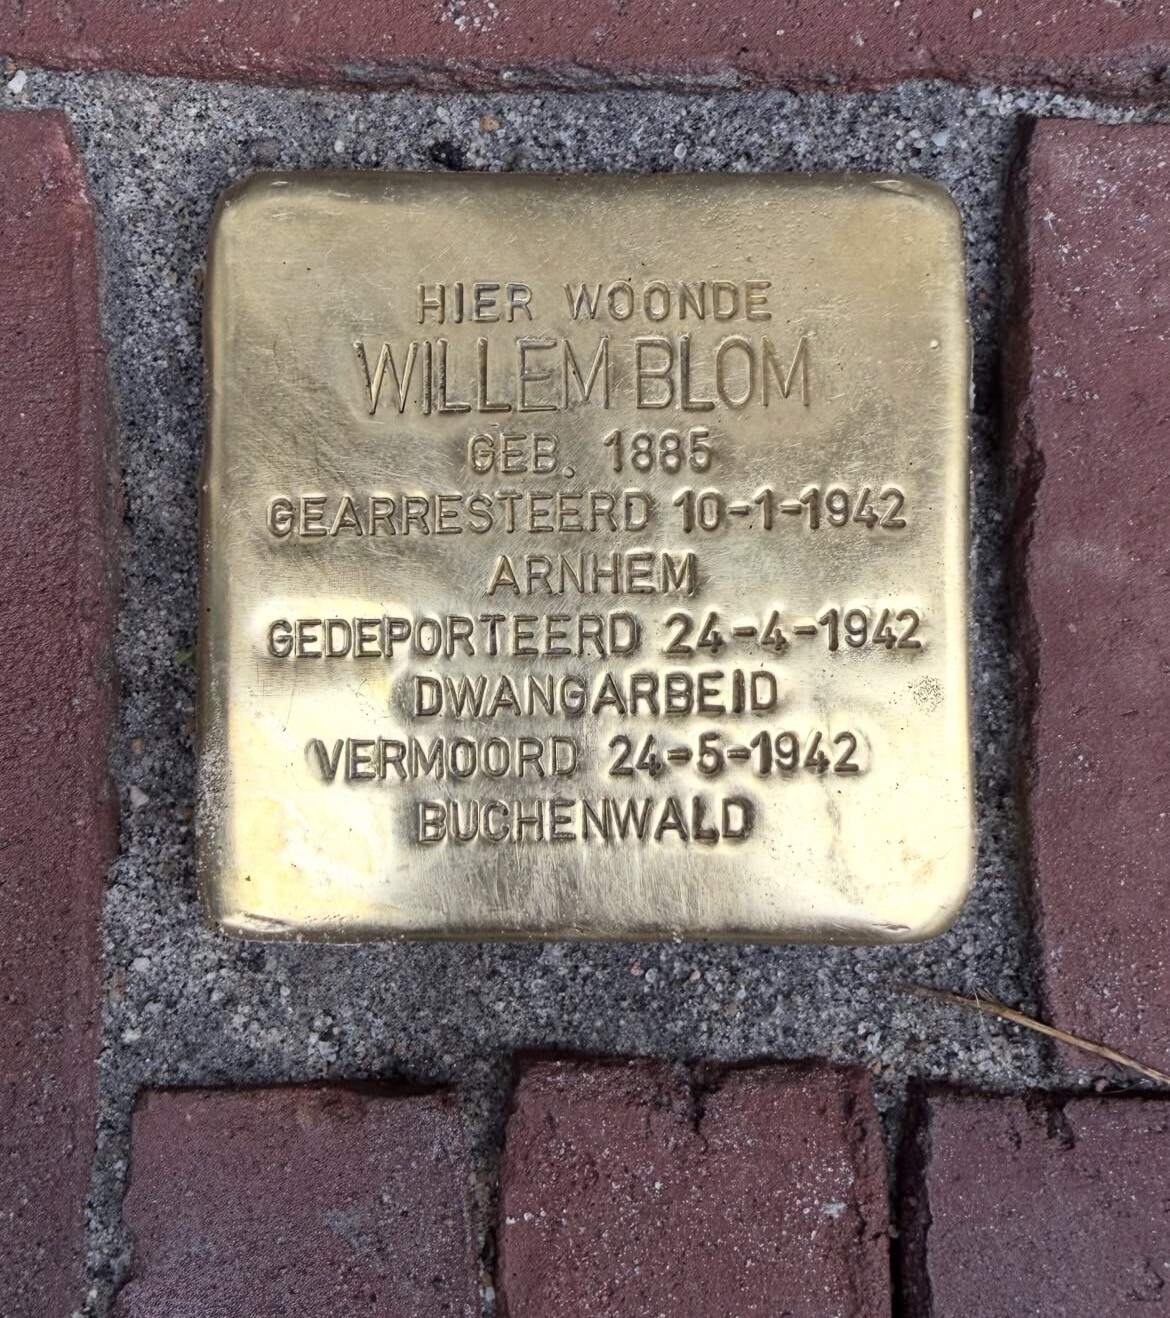 HIER WOONDE
WILLEM BLOM
GEB. 1885
GEARRESTEERD 10-1-1942
ARNHEM
GEDEPORTEERD 24-4-1942
DWANGARBEID
VERMOORD 24-5-1942
BUCHENWALD